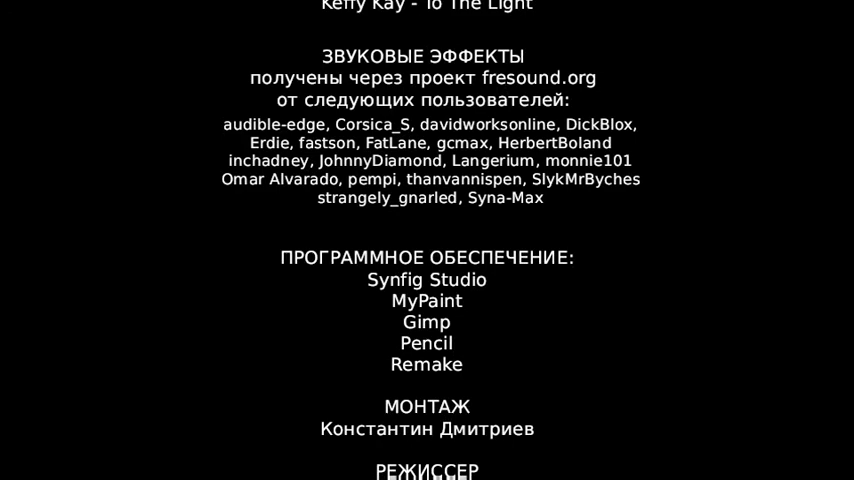 Keffy Kay - To The Light
ЗВУКОВЫЕ ЭФФЕКТЫ
получены через проект fresound.org
от следующих пользователей:
audible-edge, Corsica_S, davidworksonline, DickBlox,
Erdie, fastson, FatLane, gcmax, HerbertBoland
inchadney, JohnnyDiamond, Langerium, monnie101
Omar Alvarado, pempi, thanvannispen, SlykMrByches
strangely_gnarled, Syna-Max
ПРОГРАММНОЕ ОБЕСПЕЧЕНИЕ:
Synfig Studio
MyPaint
Gimp
Pencil
Remake
МОНТАЖ
Константин Дмитриев
РЕЖИССЕР